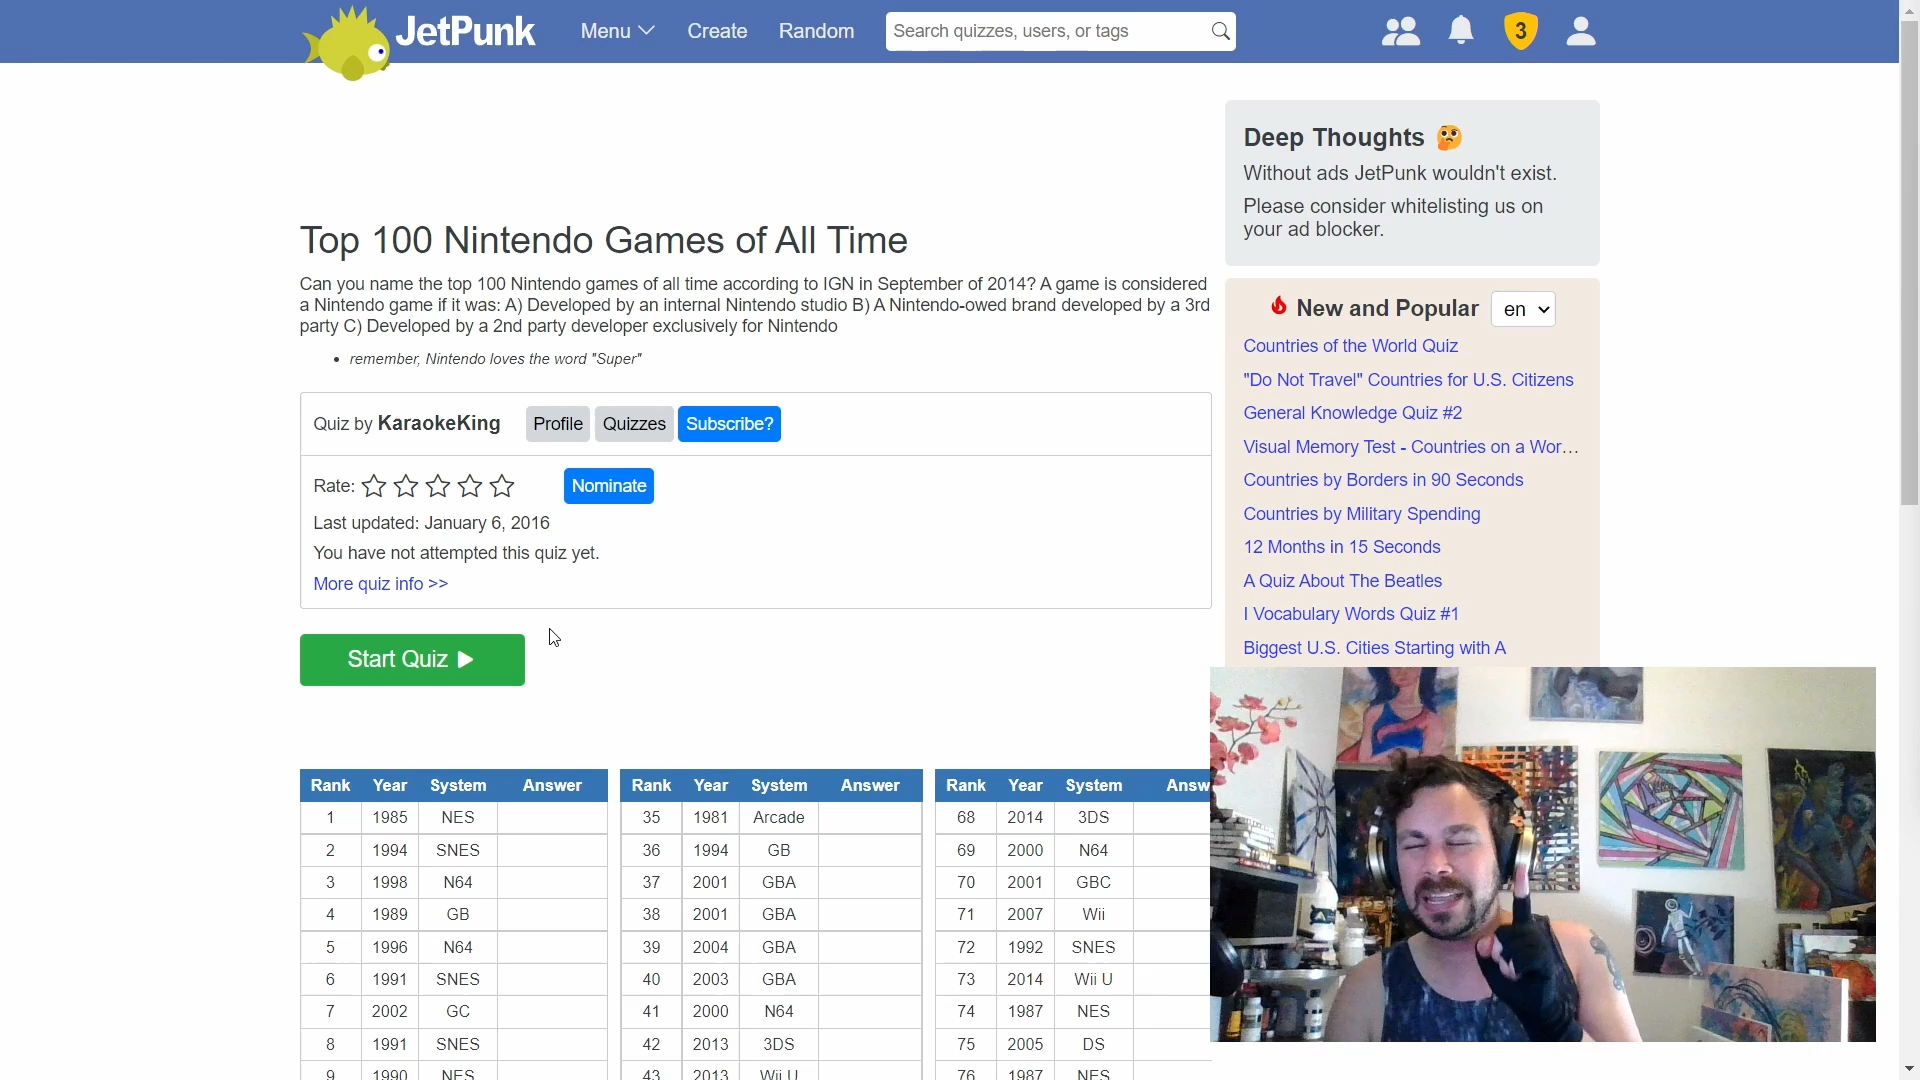 JetPunk
Menu
Create
Random
Search quizzes, users, or tags
3
Deep Thoughts
Without ads JetPunk wouldn't exist.
Please consider whitelisting us on
your ad blocker.
Top 100 Nintendo Games of All Time
Can you name the top 100 Nintendo games of all time according to IGN in September of 2014? A game is considered
a Nintendo game if it was: A) Developed by an internal Nintendo studio B) A Nintendo-owed brand developed by a 3rd
party C) Developed by a 2nd party developer exclusively for Nintendo
• remember, Nintendo loves the word "Super"
Quiz by KaraokeKing
Profile
Quizzes
Subscribe?
Rate:
Nominate
Last updated: January 6, 2016
You have not attempted this quiz yet.
More quiz info >>
Start Quiz
New and Popular
en
Countries of the World Quiz
"Do Not Travel" Countries for U.S. Citizens
General Knowledge Quiz #2
Visual Memory Test - Countries on a Wor...
Countries by Borders in 90 Seconds
Countries by Military Spending
12 Months in 15 Seconds
A Quiz About The Beatles
I Vocabulary Words Quiz #1
Biggest U.S. Cities Starting with A
Rank Year System Answer
1 1985 NES
2 1994 SNES
3 1998 N64
4 1989 GB
5 1996 N64
6 1991 SNES
7 2002 GC
8 1991 SNES
9 1990 NES
Rank Year System Answer
35 1981 Arcade
36 1994 GB
37 2001 GBA
38 2001 GBA
39 2004 GBA
40 2003 GBA
41 2000 N64
42 2013 3DS
43 2013 Wii U
Rank Year System Answ
68 2014 3DS
69 2000 N64
70 2001 GBC
71 2007 Wii
72 1992 SNES
73 2014 Wii U
74 1987 NES
75 2005 DS
76 1987 NES